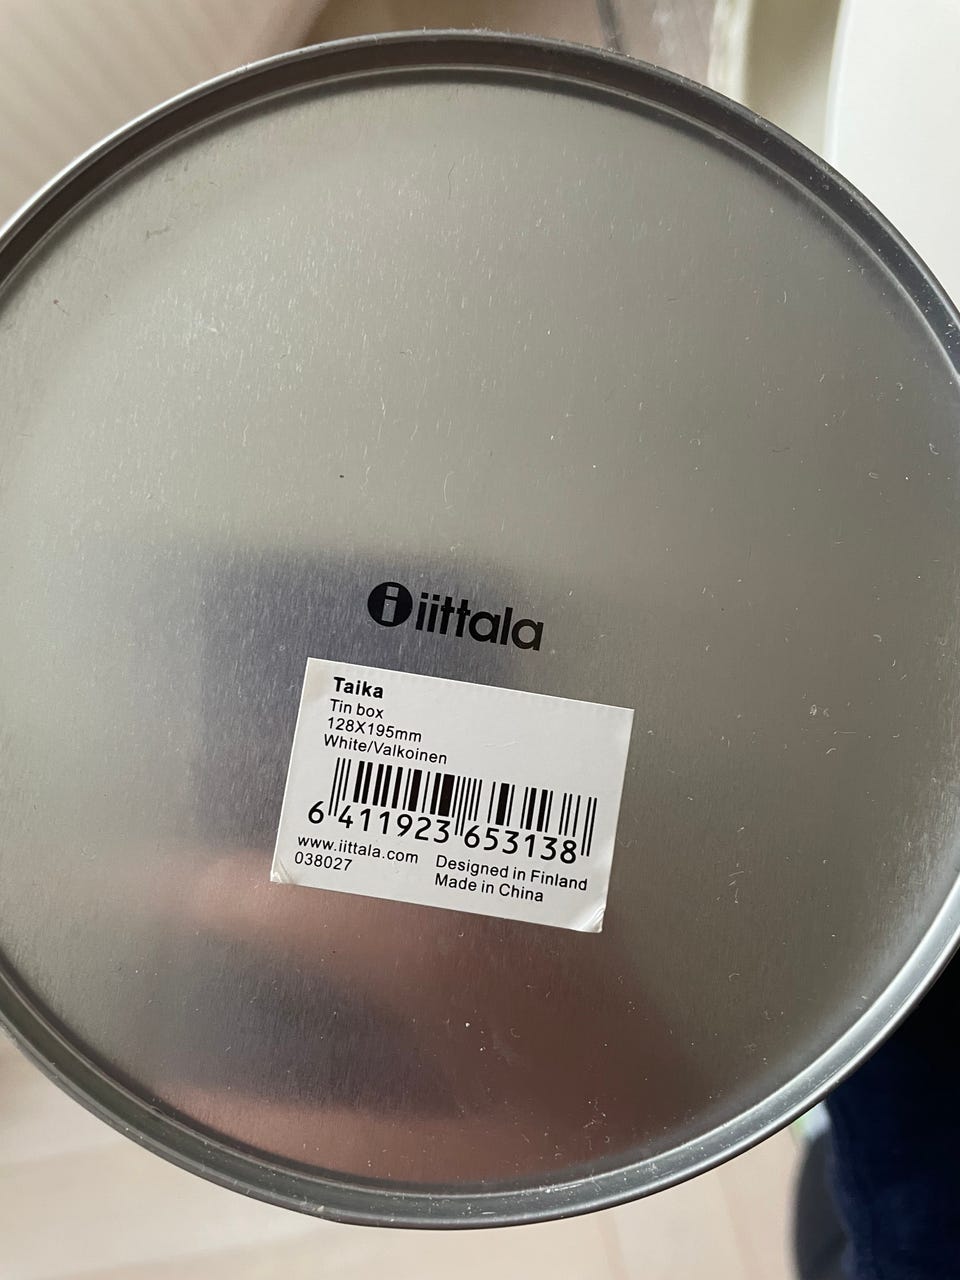 iittala
Taika
Tin box
128X195mm
White/Valkoinen
6 411923 653138
www.iittala.com
038027
Designed in Finland
Made in China